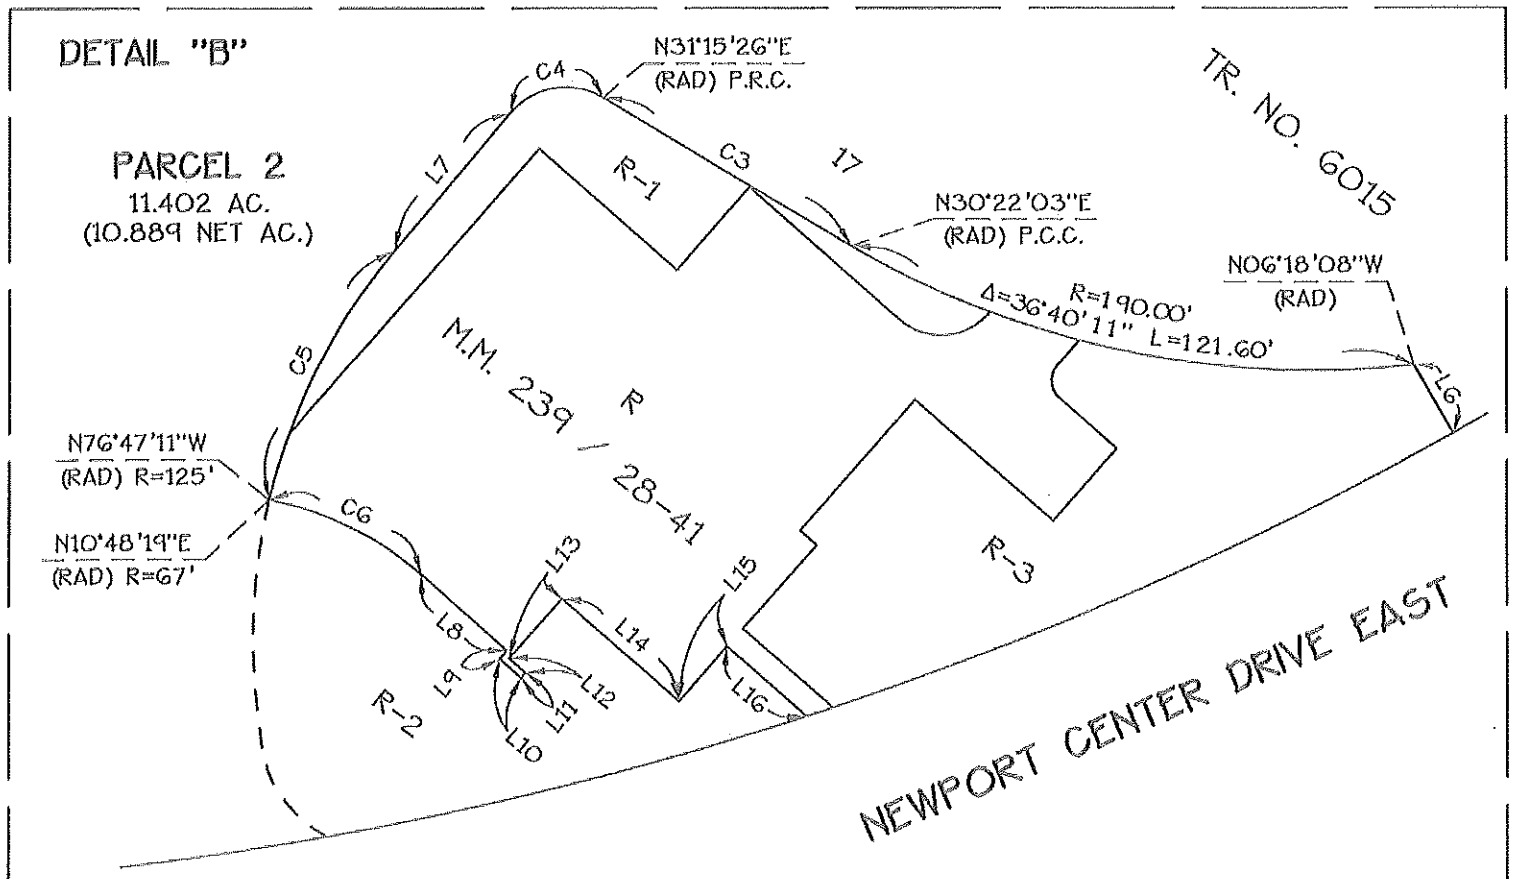 DETAIL "B"
N31°15'26"E
(RAD) P.R.C.
TR. NO. 6015
C4
PARCEL 2
11.402 AC.
(10.889 NET AC.)
L7
R-1
C3
17
N30°22'03"E
(RAD) P.C.C.
N06°18'08"W
(RAD)
R=190.00'
Δ=36°40'11" L=121.60'
L6
C5
M.M. 239 / 28-41
R
N76°47'11"W
(RAD) R=125'
C6
N10°48'19"E
(RAD) R=67'
L13
L15
R-3
L8
L14
L9
L12
L16
R-2
L11
L10
NEWPORT CENTER DRIVE EAST